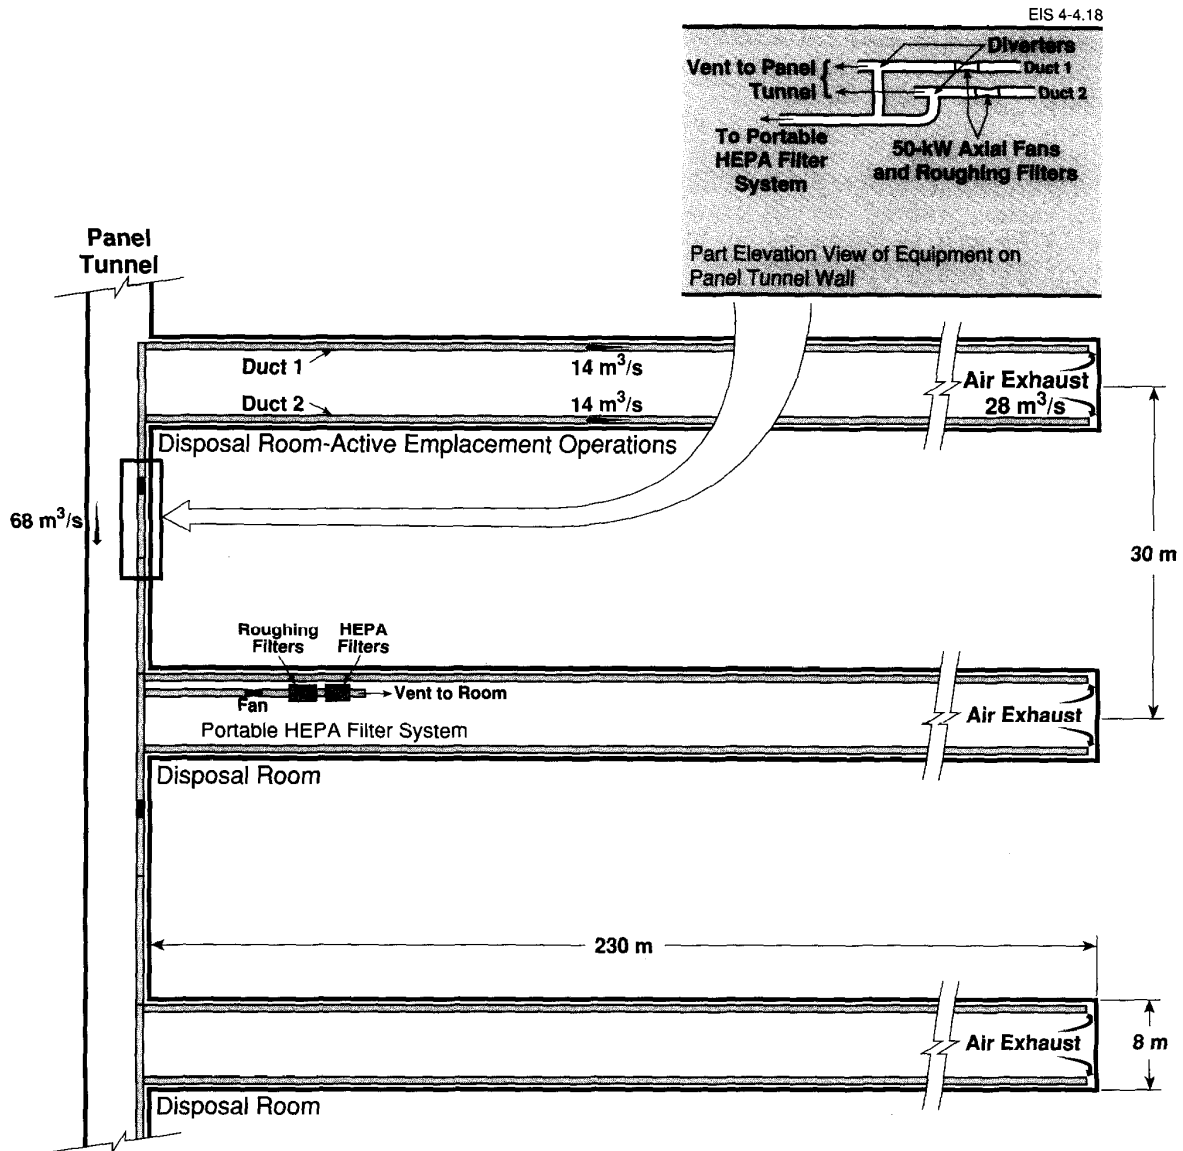 EIS 4-4.18
Diverters
Vent to Panel
Tunnel
Duct 1
Duct 2
To Portable
HEPA Filter
System
50-kW Axial Fans
and Roughing Filters
Part Elevation View of Equipment on
Panel Tunnel Wall
Panel
Tunnel
Duct 1
14 m³/s
Duct 2
14 m³/s
Air Exhaust
28 m³/s
Disposal Room-Active Emplacement Operations
68 m³/s
30 m
Roughing
Filters
HEPA
Filters
Fan
Vent to Room
Portable HEPA Filter System
Air Exhaust
Disposal Room
230 m
Air Exhaust
8 m
Disposal Room